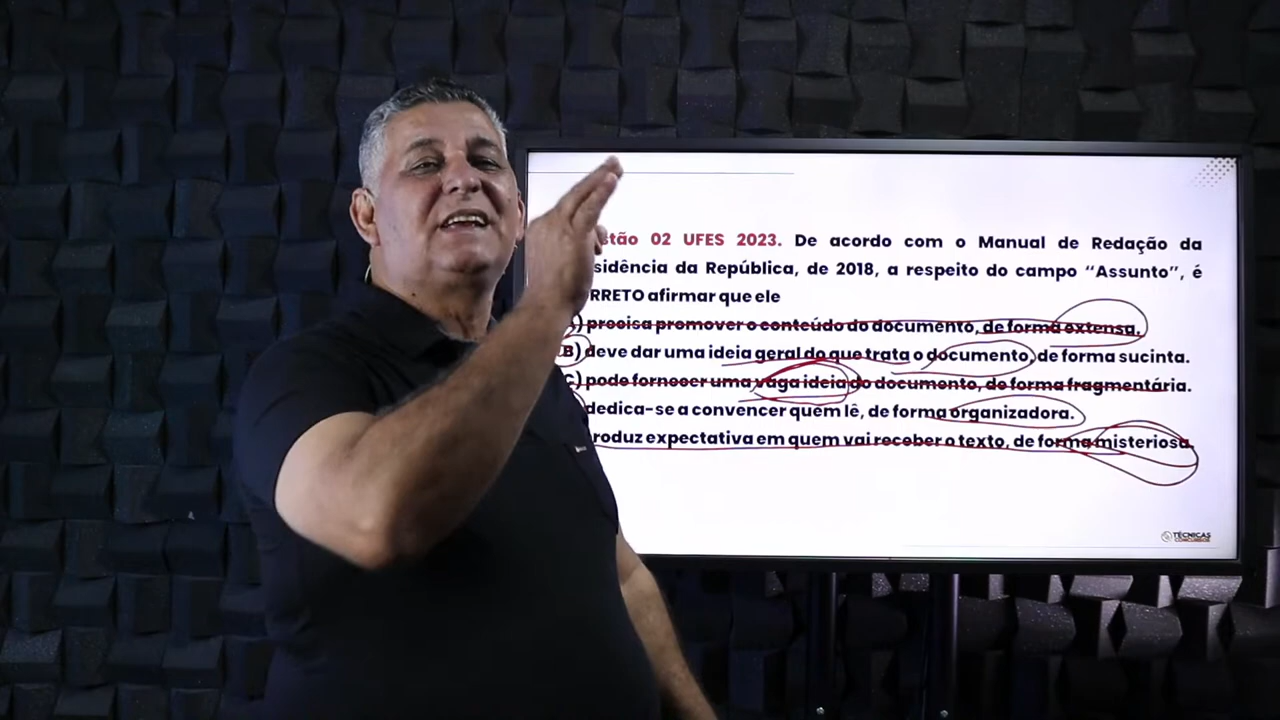 stão 02 UFES 2023. De acordo com o Manual de Redação da
sidência da República, de 2018, a respeito do campo “Assunto”, é
RRETO afirmar que ele
) precisa promover o conteúdo do documento, de forma extensa.
B) deve dar uma ideia geral do que trata o documento, de forma sucinta.
C) pode fornecer uma vaga ideia do documento, de forma fragmentária.
dedica-se a convencer quem lê, de forma organizadora.
roduz expectativa em quem vai receber o texto, de forma misteriosa.
TÉCNICAS
CONCURSOS